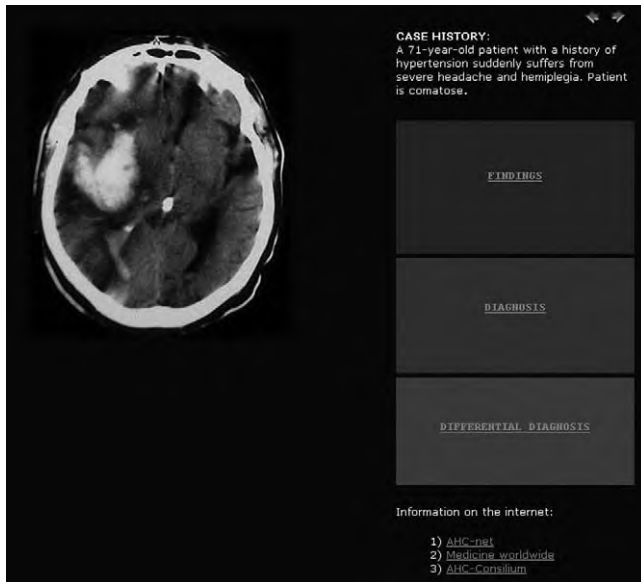 CASE HISTORY:
A 71-year-old patient with a history of
hypertension suddenly suffers from
severe headache and hemiplegia. Patient
is comatose.
FINDINGS
DIAGNOSIS
DIFFERENTIAL DIAGNOSIS
Information on the internet:
1) AHC-net
2) Medicine worldwide
3) AHC-Consilium